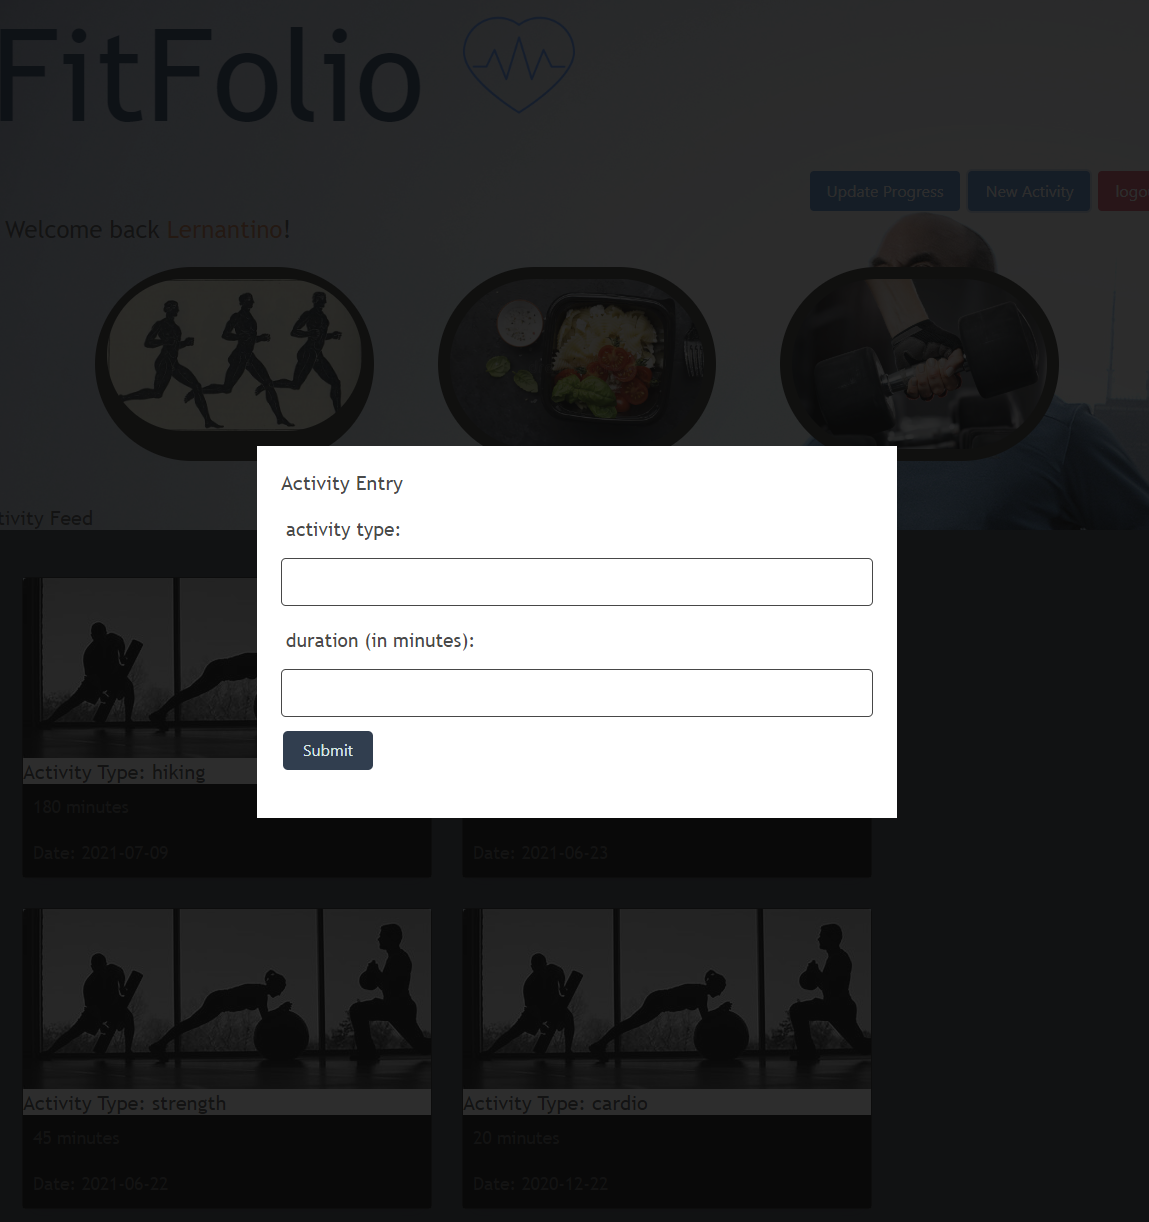 FitFolio
Update Progress
New Activity
logo
Welcome back Lernantino!
Activity Entry
activity type:
duration (in minutes):
Submit
tivity Feed
Activity Type: hiking
180 minutes
Date: 2021-07-09
Date: 2021-06-23
Activity Type: strength
45 minutes
Date: 2021-06-22
Activity Type: cardio
20 minutes
Date: 2020-12-22